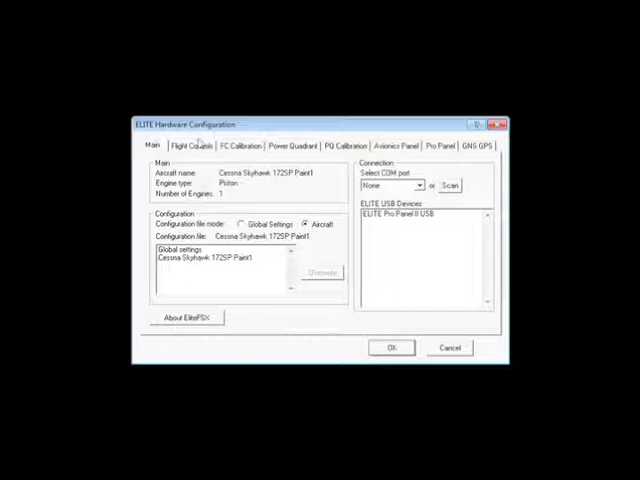 ELITE Hardware Configuration
Main Flight Controls FC Calibration Power Quadrant PQ Calibration Avionics Panel Pro Panel GNS GPS
Main
Aircraft name: Cessna Skyhawk 172SP Paint1
Engine type: Piston
Number of Engines: 1
Configuration
Configuration file mode: Global Settings Aircraft
Configuration file: Cessna Skyhawk 172SP Paint1
Global settings
Cessna Skyhawk 172SP Paint1
About ElitePSX
Connection
Select COM port
None or Scan
ELITE USB Devices
ELITE Pro Panel II USB
OK Cancel